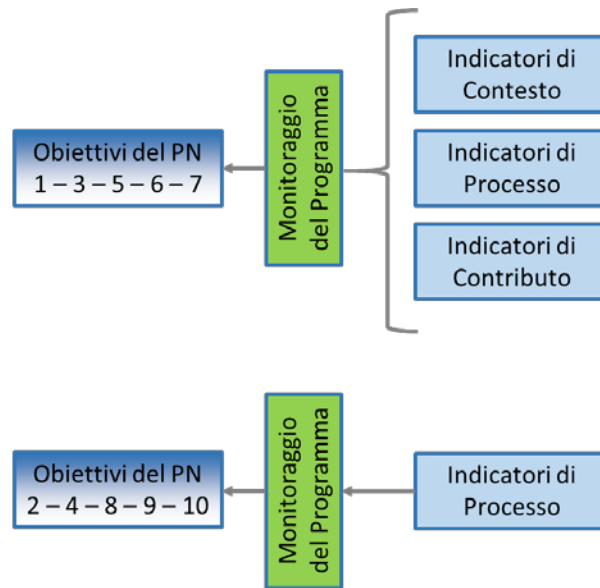 Obiettivi del PN
1 – 3 – 5 – 6 – 7
Monitoraggio
del Programma
Indicatori di
Contesto
Indicatori di
Processo
Indicatori di
Contributo
Obiettivi del PN
2 – 4 – 8 – 9 – 10
Monitoraggio
del Programma
Indicatori di
Processo